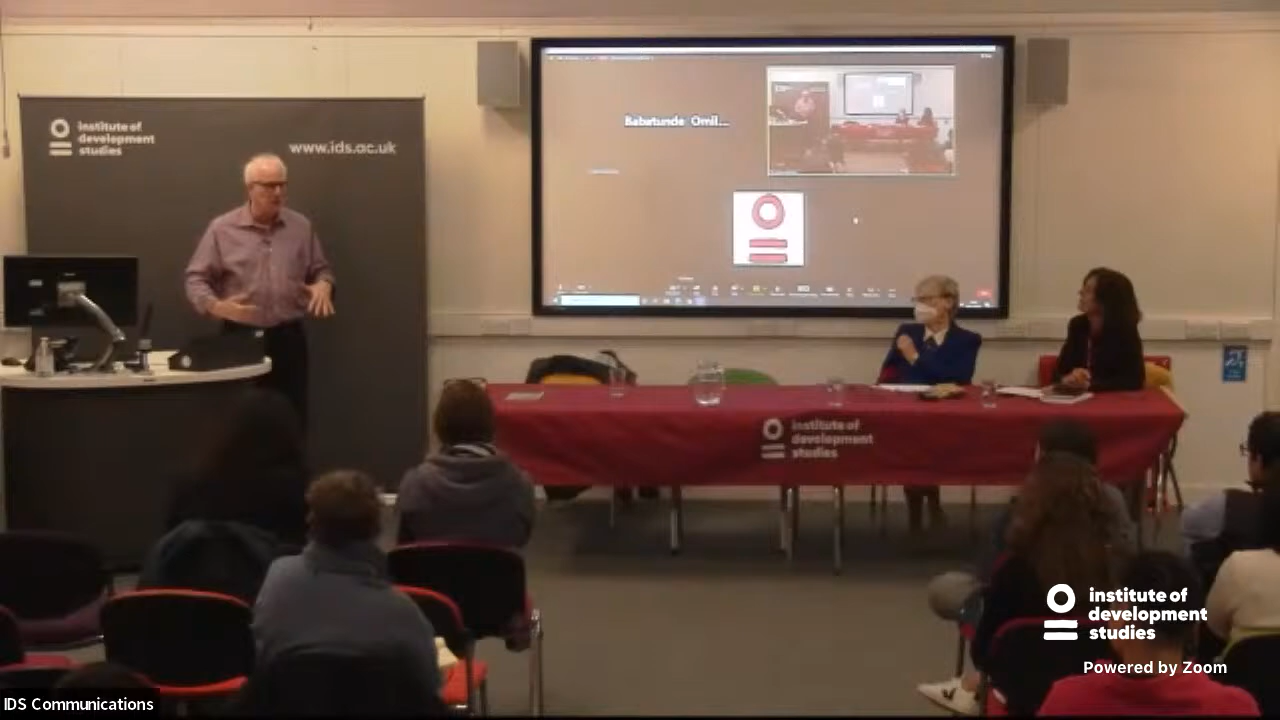 institute of
development
studies
www.ids.ac.uk
Babatunde Omil...
institute of
development
studies
institute of
development
studies
Powered by Zoom
IDS Communications